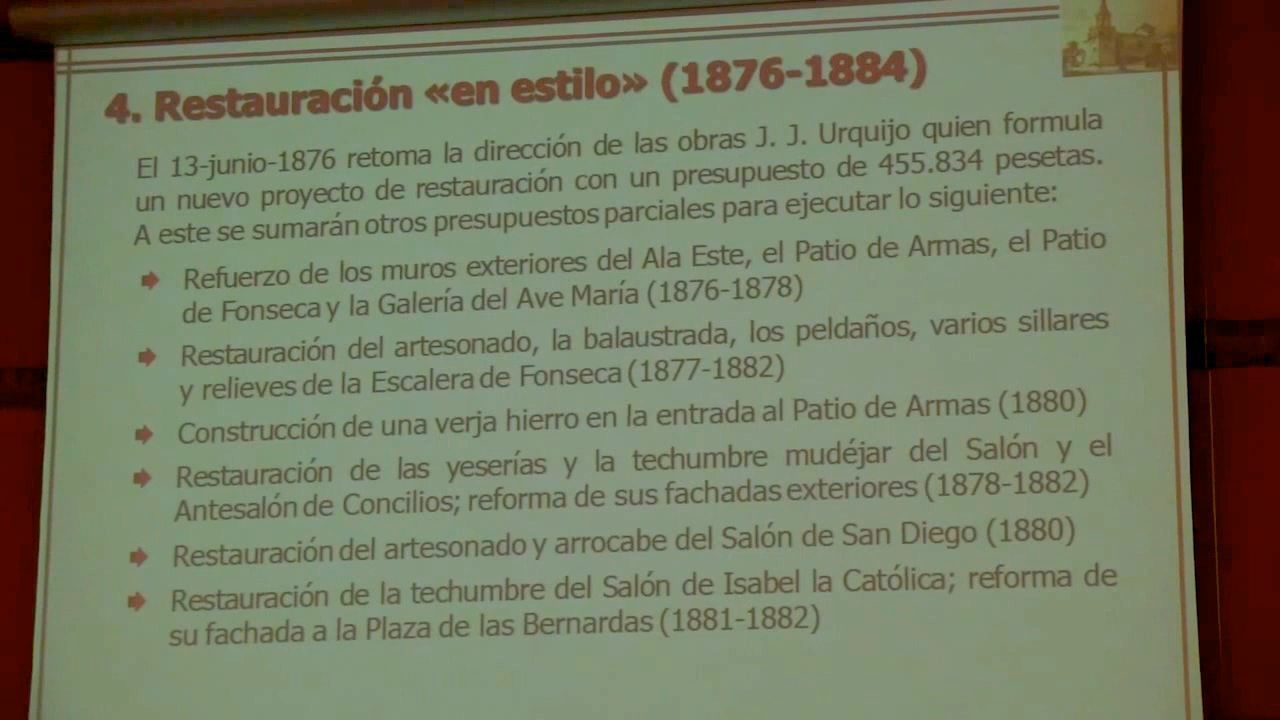 4. Restauración «en estilo» (1876-1884)
El 13-junio-1876 retoma la dirección de las obras J. J. Urquijo quien formula
un nuevo proyecto de restauración con un presupuesto de 455.834 pesetas.
A este se sumarán otros presupuestos parciales para ejecutar lo siguiente:
Refuerzo de los muros exteriores del Ala Este, el Patio de Armas, el Patio
de Fonseca y la Galería del Ave María (1876-1878)
Restauración del artesonado, la balaustrada, los peldaños, varios sillares
y relieves de la Escalera de Fonseca (1877-1882)
Construcción de una verja hierro en la entrada al Patio de Armas (1880)
Restauración de las yeserías y la techumbre mudéjar del Salón y el
Antesalón de Concilios; reforma de sus fachadas exteriores (1878-1882)
Restauración del artesonado y arrocabe del Salón de San Diego (1880)
Restauración de la techumbre del Salón de Isabel la Católica; reforma de
su fachada a la Plaza de las Bernardas (1881-1882)